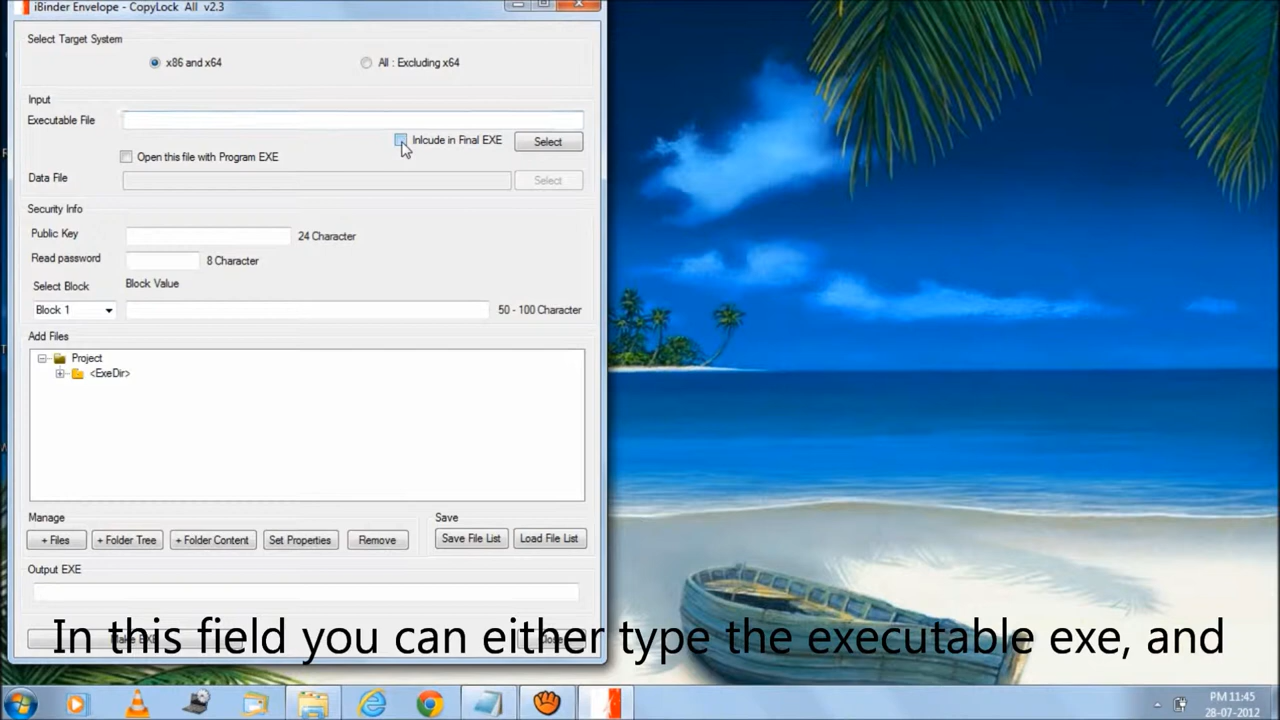 iBinder Envelope - CopyLock All v2.3
Select Target System
x86 and x64
All : Excluding x64
Input
Executable File
Inlcude in Final EXE
Select
Open this file with Program EXE
Data File
Select
Security Info
Public Key
24 Character
Read password
8 Character
Select Block
Block Value
Block 1
50 - 100 Character
Add Files
Project
<ExeDir>
Manage
Save
+ Files
+ Folder Tree
+ Folder Content
Set Properties
Remove
Save File List
Load File List
Output EXE
In this field you can either type the executable exe, and
PM 11:45
28-07-2012